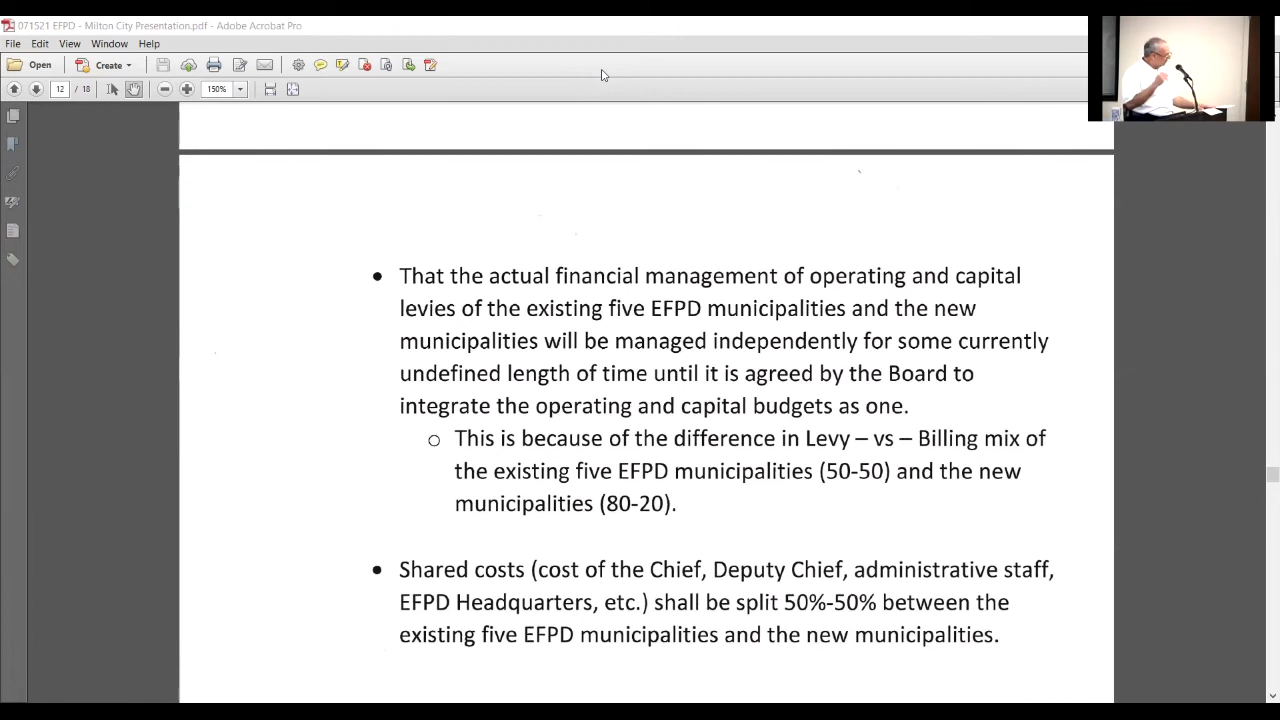 071521 EFPD - Milton City Presentation.pdf - Adobe Acrobat Pro
File Edit View Window Help
Open Create
12 / 18 150%
• That the actual financial management of operating and capital
levies of the existing five EFPD municipalities and the new
municipalities will be managed independently for some currently
undefined length of time until it is agreed by the Board to
integrate the operating and capital budgets as one.
○ This is because of the difference in Levy – vs – Billing mix of
the existing five EFPD municipalities (50-50) and the new
municipalities (80-20).
• Shared costs (cost of the Chief, Deputy Chief, administrative staff,
EFPD Headquarters, etc.) shall be split 50%-50% between the
existing five EFPD municipalities and the new municipalities.